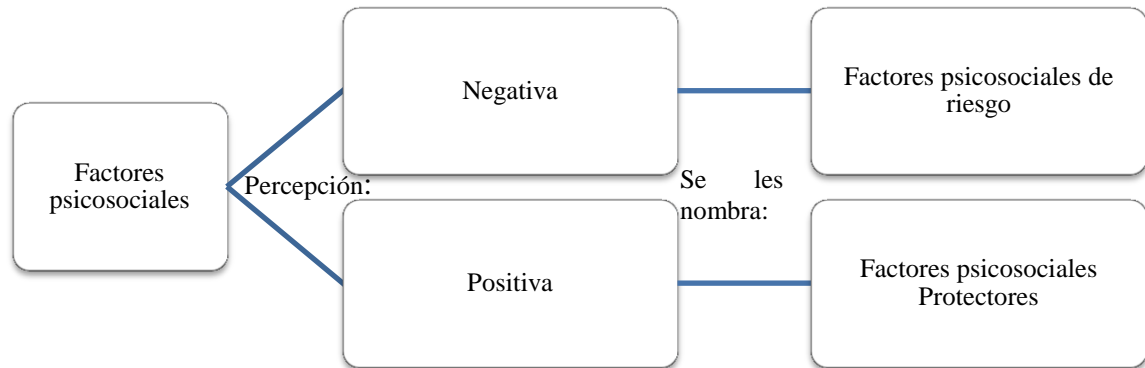 Factores
psicosociales
Percepción:
Negativa
Positiva
Se les
nombra:
Factores psicosociales de
riesgo
Factores psicosociales
Protectores